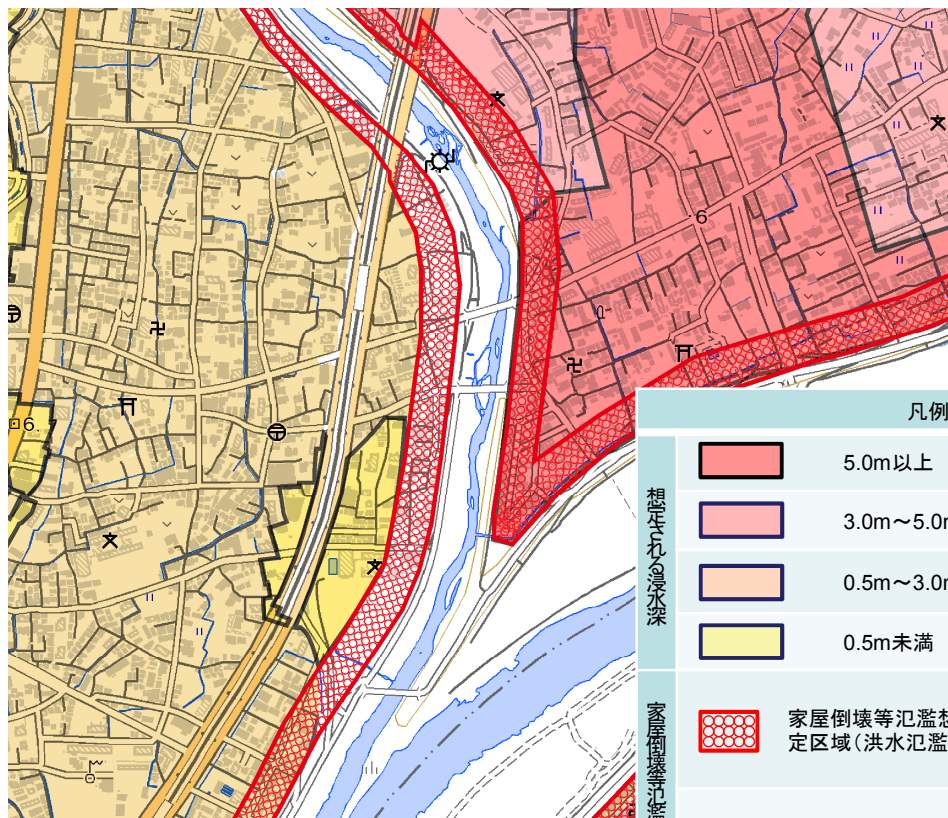 6
6.
凡例
想定される浸水深
5.0m以上
3.0m～5.0m
0.5m～3.0m
0.5m未満
家屋倒壊等氾濫
家屋倒壊等氾濫想
定区域（洪水氾濫